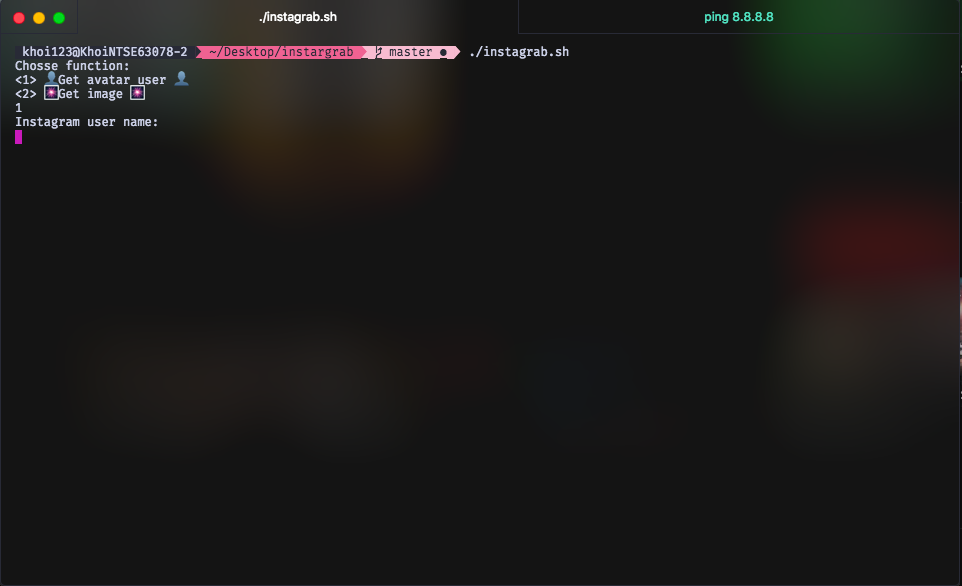 ./instagrab.sh
ping 8.8.8.8
khoi123@KhoiNTSE63078-2 ~/Desktop/instargrab master ● ./instagrab.sh
Chosse function:
<1> 👤Get avatar user 👤
<2> 🎆Get image 🎆
1
Instagram user name: